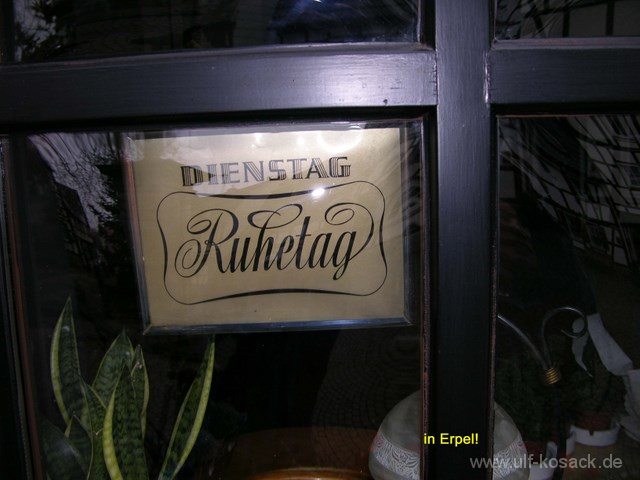 DIENSTAG
Ruhetag
in Erpel!
www.ulf-kosack.de